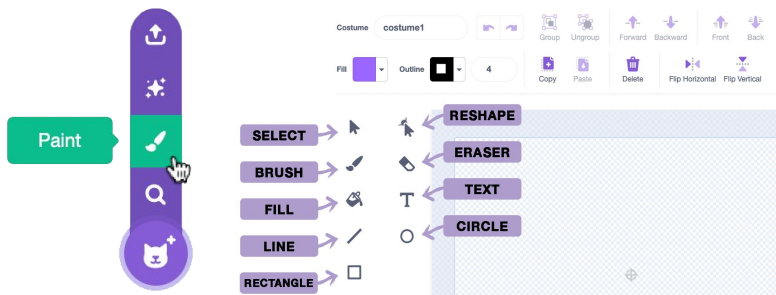 Paint
Costume costume1
Group Ungroup Forward Backward Front Back
Fill Outline 4
Copy Paste Delete Flip Horizontal Flip Vertical
SELECT
BRUSH
FILL
LINE
RECTANGLE
RESHAPE
ERASER
TEXT
CIRCLE
T